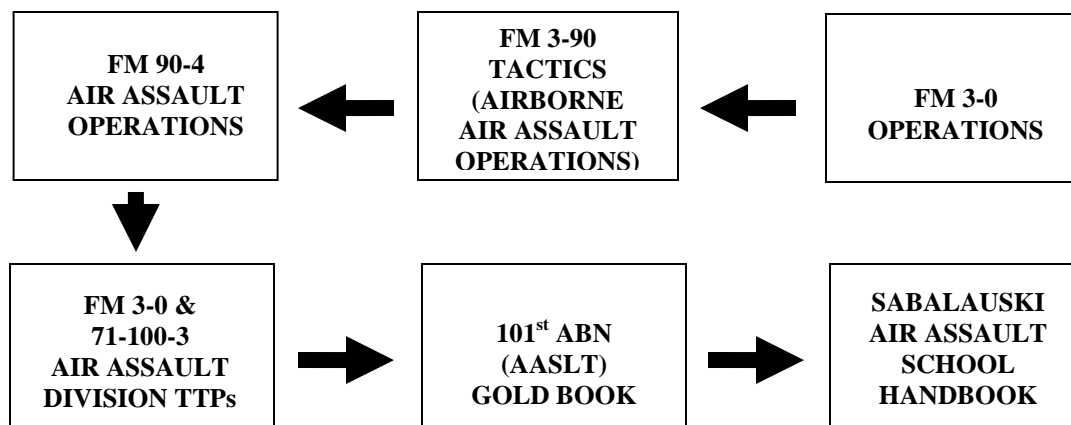 FM 90-4
AIR ASSAULT
OPERATIONS
FM 3-90
TACTICS
(AIRBORNE
AIR ASSAULT
OPERATIONS)
FM 3-0
OPERATIONS
FM 3-0 &
71-100-3
AIR ASSAULT
DIVISION TTPs
101st ABN
(AASLT)
GOLD BOOK
SABALAUSKI
AIR ASSAULT
SCHOOL
HANDBOOK